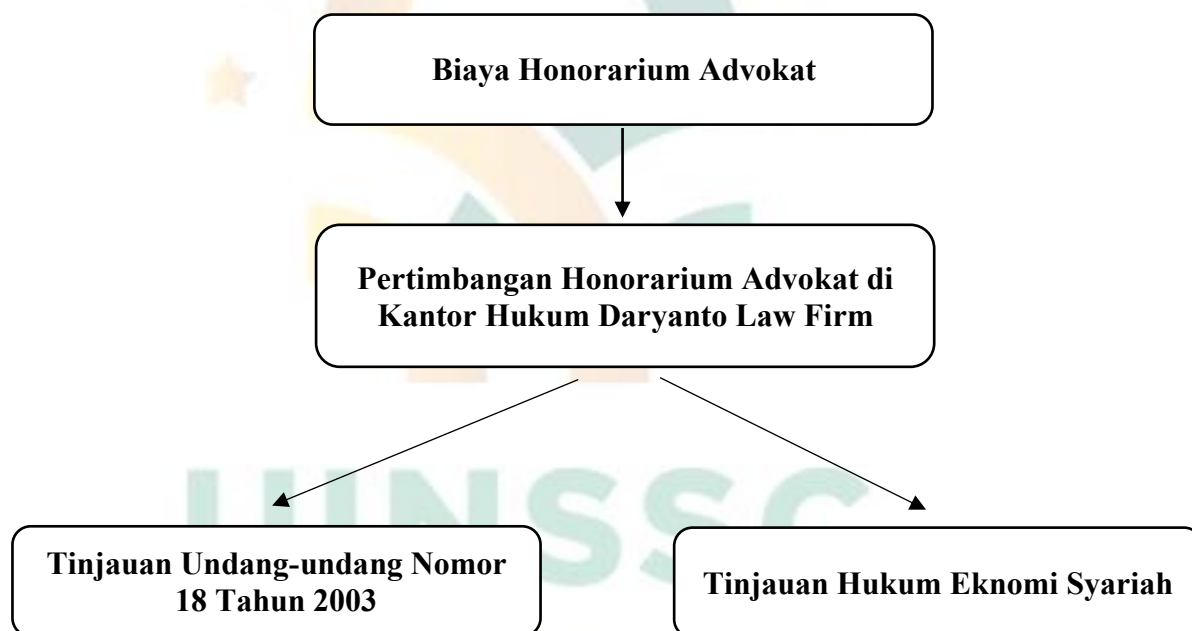 Biaya Honorarium Advokat
Pertimbangan Honorarium Advokat di
Kantor Hukum Daryanto Law Firm
UINSSC
Tinjauan Undang-undang Nomor
18 Tahun 2003
Tinjauan Hukum Eknomi Syariah